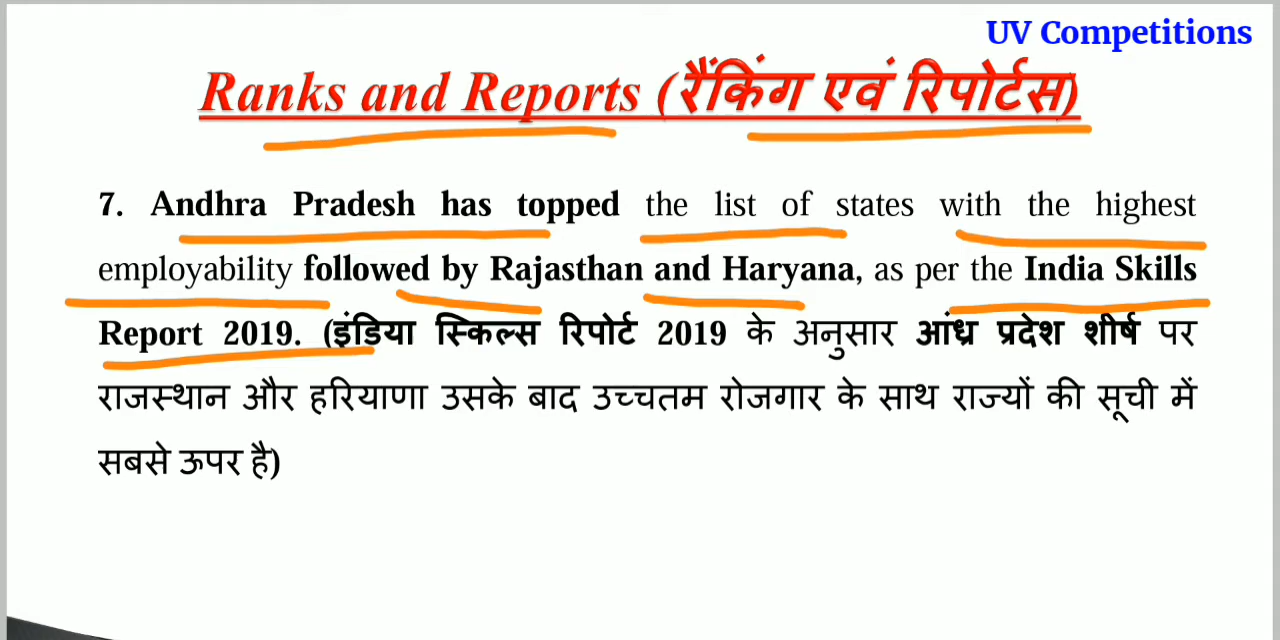 UV Competitions
Ranks and Reports (रैंकिंग एवं रिपोर्टस)
7. Andhra Pradesh has topped the list of states with the highest
employability followed by Rajasthan and Haryana, as per the India Skills
Report 2019. (इंडिया स्किल्स रिपोर्ट 2019 के अनुसार आंध्र प्रदेश शीर्ष पर
राजस्थान और हरियाणा उसके बाद उच्चतम रोजगार के साथ राज्यों की सूची में
सबसे ऊपर है)